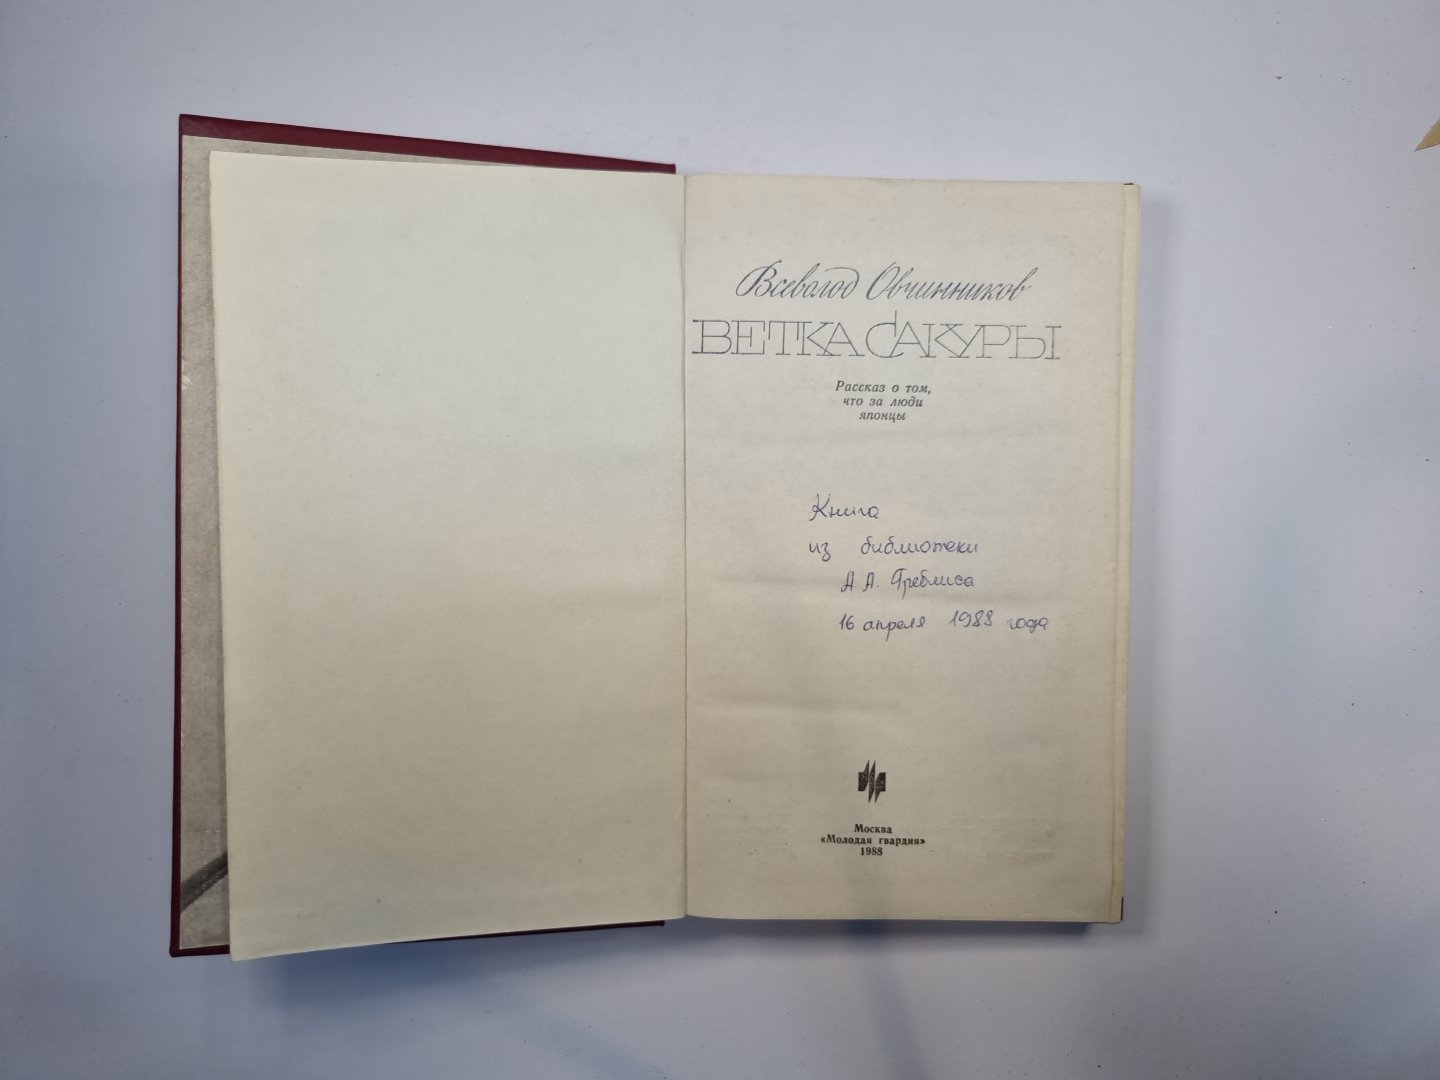 Всеволод Овчинников
ВЕТКА САКУРЫ
Рассказ о том,
что за люди
японцы
Книга
из библиотеки
А А. Греблиса
16 апреля 1988 года
Москва
«Молодая гвардия»
1988